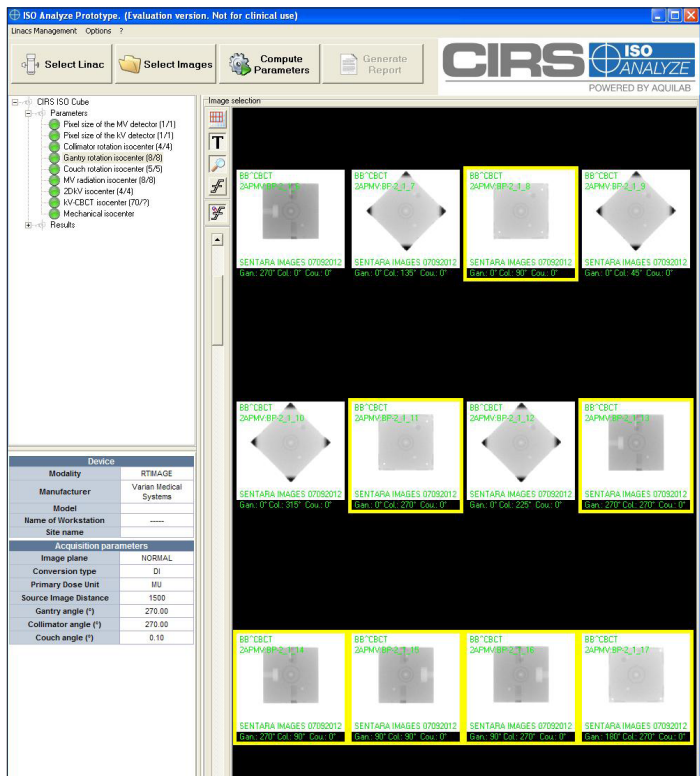 ISO Analyze Prototype. (Evaluation version. Not for clinical use)
Linacs Management Options ?
Select Linac
Select Images
Compute Parameters
Generate Report
CIRS ISO ANALYZE
POWERED BY AQUILAB
CIRS ISO Cube
Parameters
Pixel size of the MV detector (1/1)
Pixel size of the kV detector (1/1)
Collimator rotation isocenter (4/4)
Gantry rotation isocenter (8/8)
Couch rotation isocenter (5/5)
MV radiation isocenter (8/8)
2DkV isocenter (4/4)
kV-CBCT isocenter (70/?)
Mechanical isocenter
Results
Device
Modality RTIMAGE
Manufacturer Varian Medical Systems
Model
Name of Workstation -----
Site name
Acquisition parameters
Image plane NORMAL
Conversion type DI
Primary Dose Unit MU
Source Image Distance 1500
Gantry angle (°) 270.00
Collimator angle (°) 270.00
Couch angle (°) 0.10
Image selection
T
BB^CBCT BB^CBCT BB^CBCT BB^CBCT
2APMV:BP-2_1_6 2APMV:BP-2_1_7 2APMV:BP-2_1_8 2APMV:BP-2_1_9
SENTARA IMAGES 07092012 SENTARA IMAGES 07092012 SENTARA IMAGES 07092012 SENTARA IMAGES 07092012
Gan.: 270° Col.: 0° Cou.: 0° Gan.: 0° Col.: 135° Cou.: 0° Gan.: 0° Col.: 90° Cou.: 0° Gan.: 0° Col.: 45° Cou.: 0°
BB^CBCT BB^CBCT BB^CBCT BB^CBCT
2APMV:BP-2_1_10 2APMV:BP-2_1_11 2APMV:BP-2_1_12 2APMV:BP-2_1_13
SENTARA IMAGES 07092012 SENTARA IMAGES 07092012 SENTARA IMAGES 07092012 SENTARA IMAGES 07092012
Gan.: 0° Col.: 315° Cou.: 0° Gan.: 0° Col.: 270° Cou.: 0° Gan.: 0° Col.: 225° Cou.: 0° Gan.: 270° Col.: 270° Cou.: 0°
BB^CBCT BB^CBCT BB^CBCT BB^CBCT
2APMV:BP-2_1_14 2APMV:BP-2_1_15 2APMV:BP-2_1_16 2APMV:BP-2_1_17
SENTARA IMAGES 07092012 SENTARA IMAGES 07092012 SENTARA IMAGES 07092012 SENTARA IMAGES 07092012
Gan.: 270° Col.: 90° Cou.: 0° Gan.: 90° Col.: 90° Cou.: 0° Gan.: 90° Col.: 270° Cou.: 0° Gan.: 180° Col.: 270° Cou.: 0°